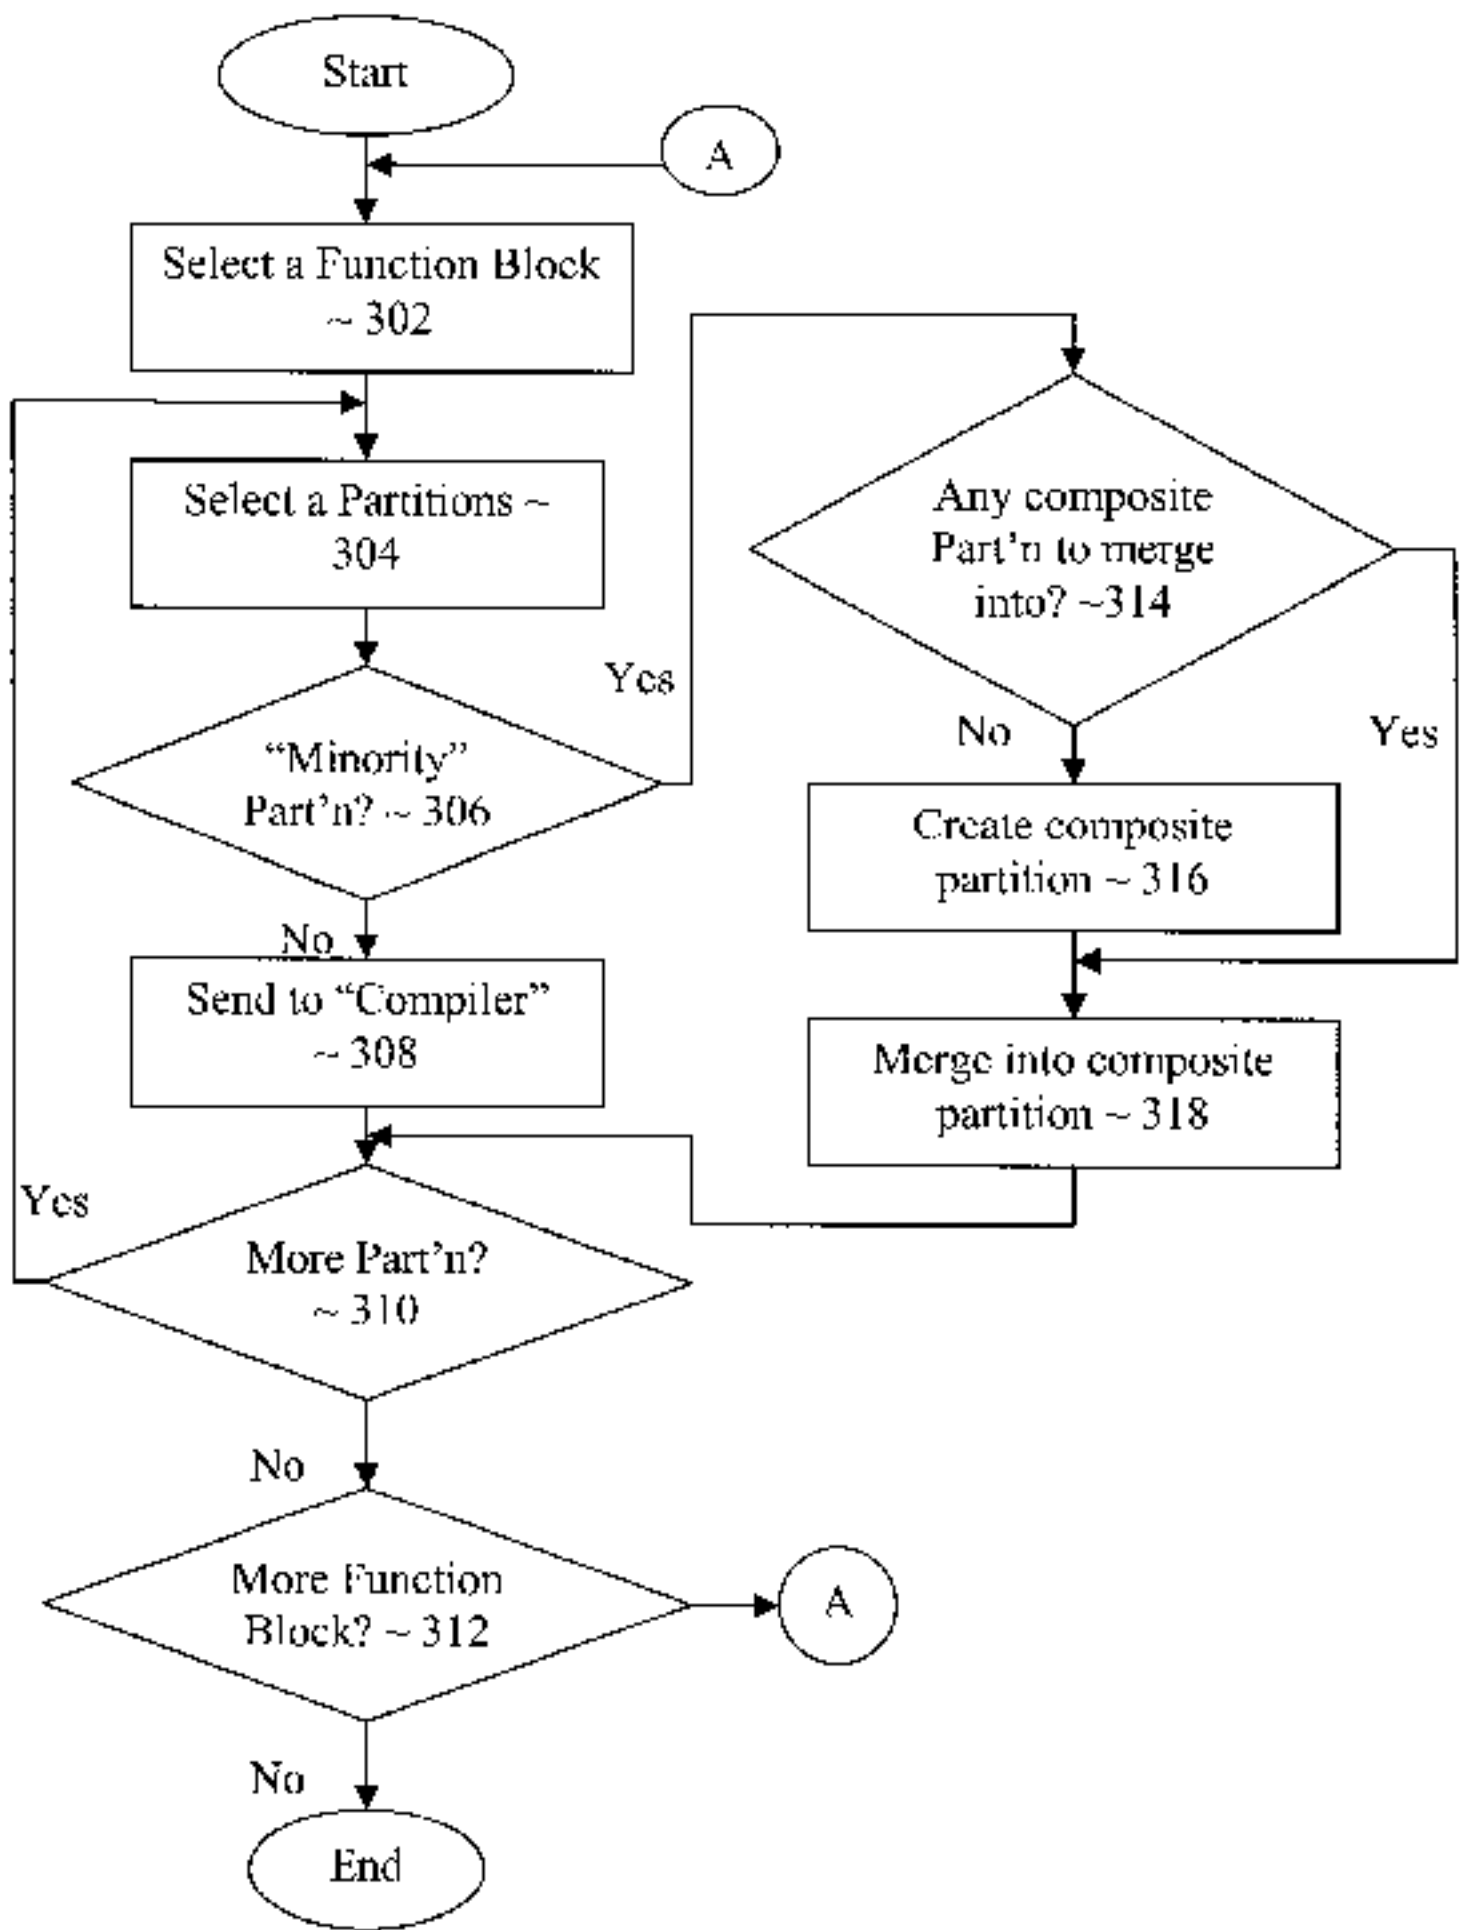 Start
A
Select a Function Block
~ 302
Select a Partitions ~
304
Any composite
Part'n to merge
into? ~314
Yes
"Minority"
Part'n? ~ 306
No
Yes
Create composite
partition ~ 316
No
Send to "Compiler"
~ 308
Merge into composite
partition ~ 318
Yes
More Part'n?
~ 310
No
More Function
Block? ~ 312
A
No
End